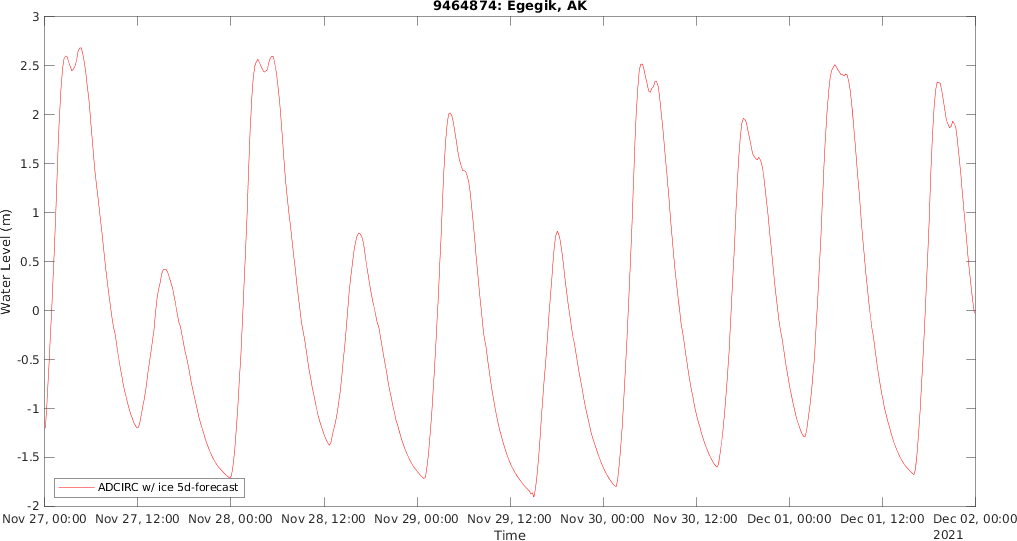 9464874: Egegik, AK
3
2.5
2
1.5
1
0.5
0
-0.5
-1
-1.5
-2
Water Level (m)
ADCIRC w/ ice 5d-forecast
Nov 27, 00:00 Nov 27, 12:00 Nov 28, 00:00 Nov 28, 12:00 Nov 29, 00:00 Nov 29, 12:00 Nov 30, 00:00 Nov 30, 12:00 Dec 01, 00:00 Dec 01, 12:00 Dec 02, 00:00
Time
2021